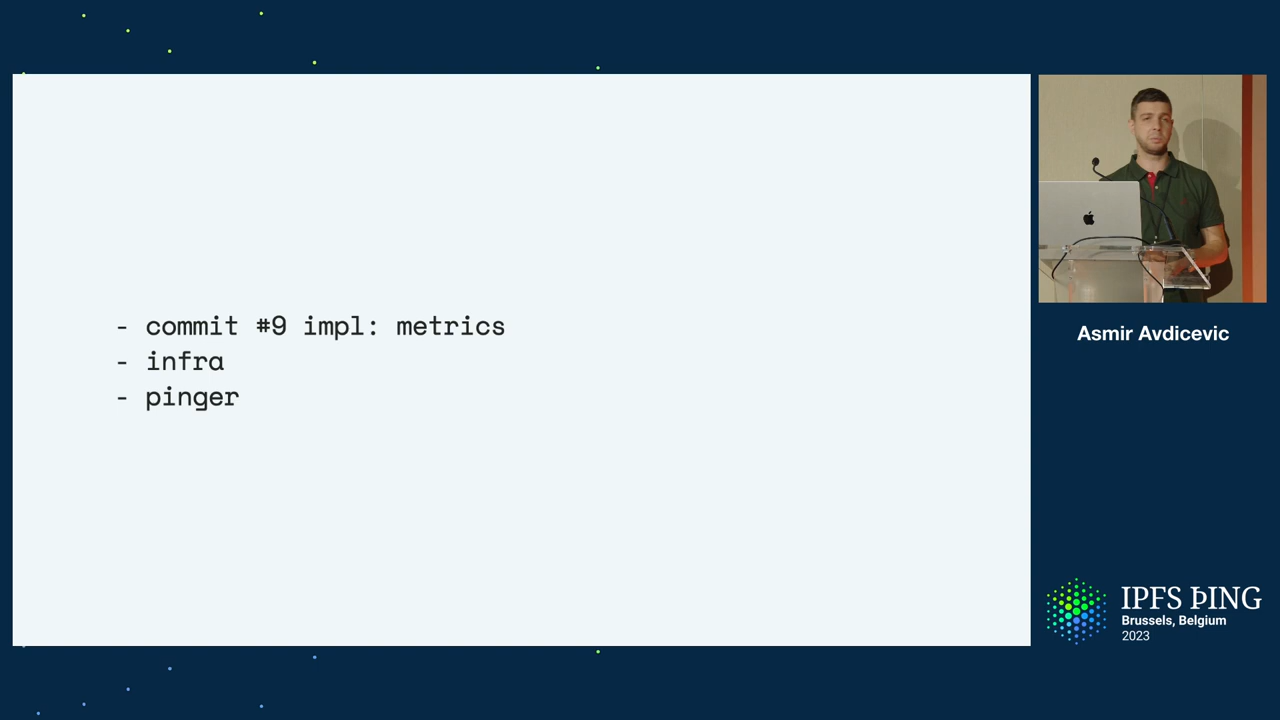 - commit #9 impl: metrics
- infra
- pinger
Asmir Avdicevic
IPFS ÞING
Brussels, Belgium
2023